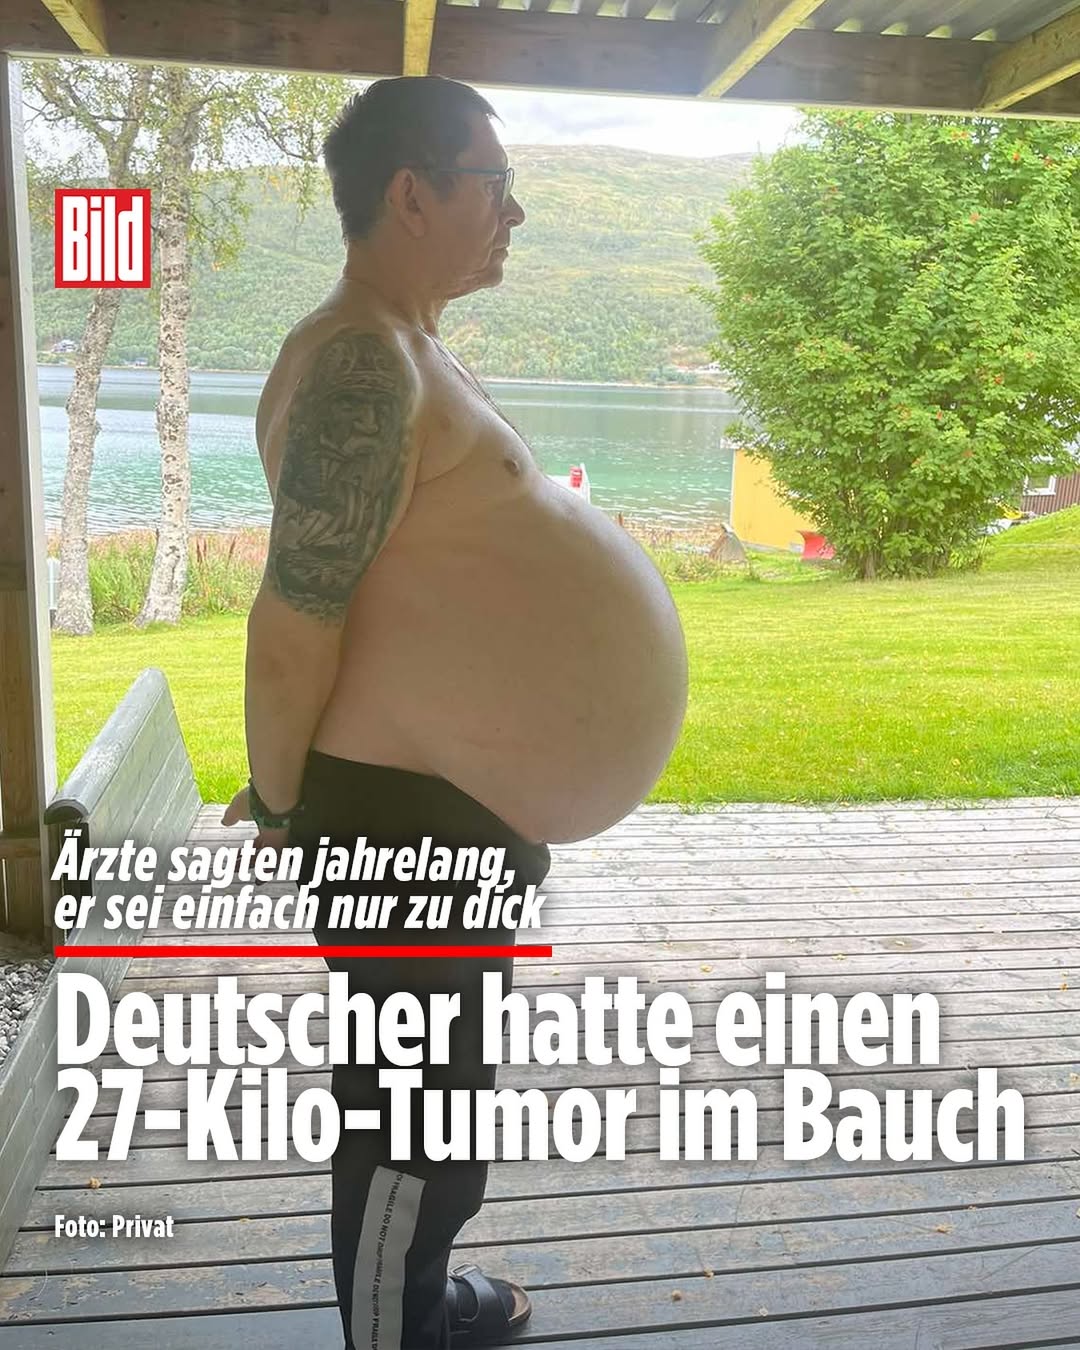 Bild
Ärzte sagten jahrelang,
er sei einfach nur zu dick
Deutscher hatte einen
27-Kilo-Tumor im Bauch
Foto: Privat